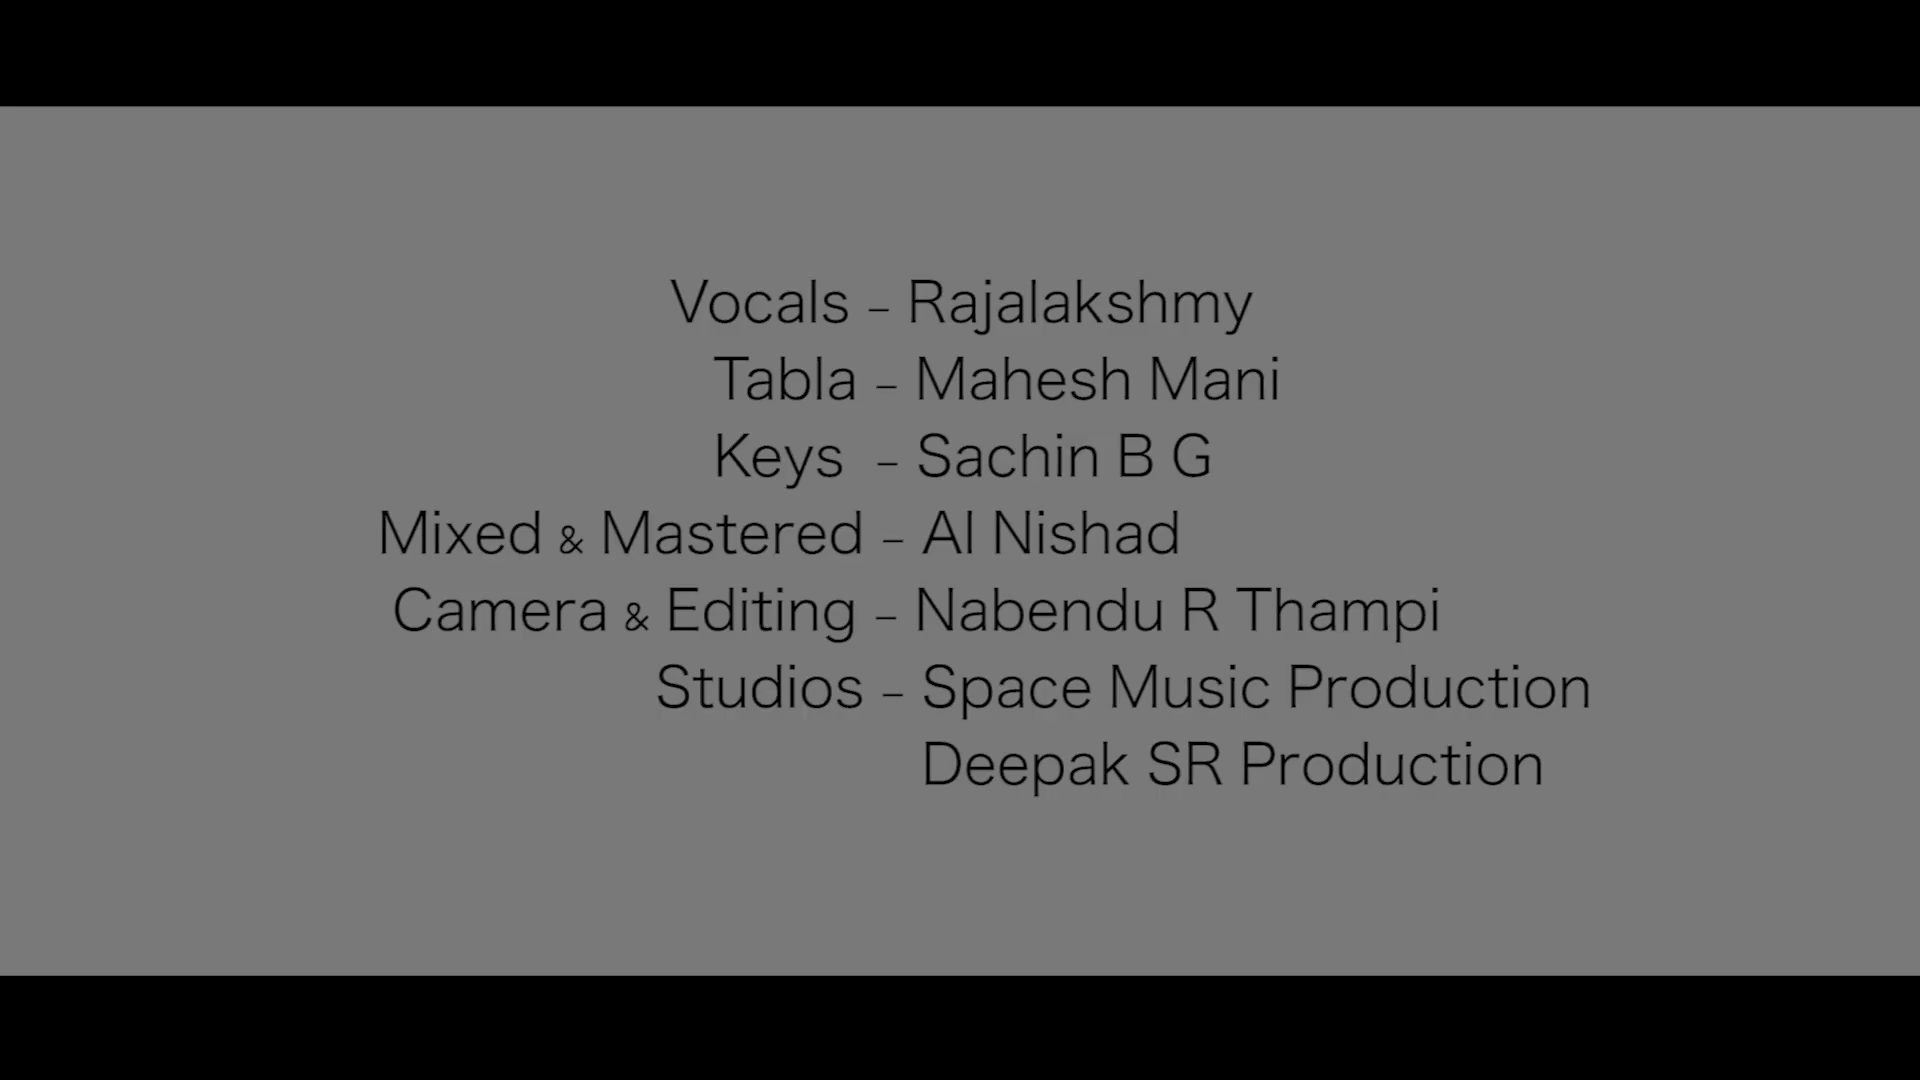 Vocals – Rajalakshmy
Tabla – Mahesh Mani
Keys – Sachin B G
Mixed & Mastered – Al Nishad
Camera & Editing – Nabendu R Thampi
Studios – Space Music Production
Deepak SR Production